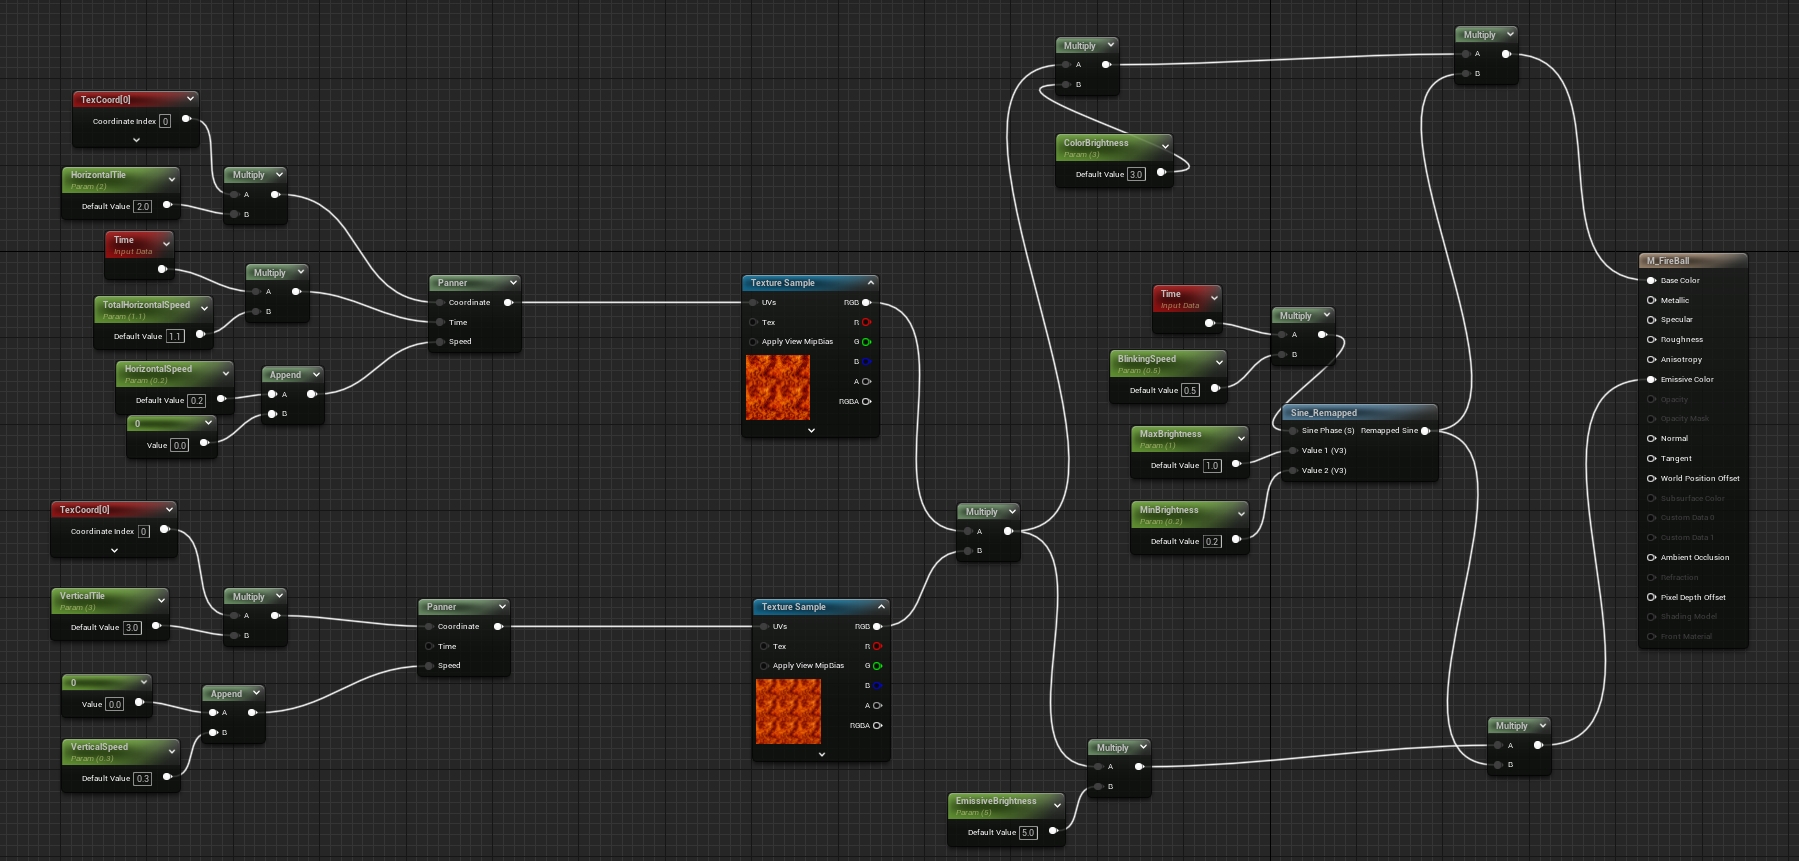 TexCoord[0]
Coordinate Index 0
HorizontalTile
Param (2)
Default Value 2.0
Multiply
A
B
Time
Input Data
TotalHorizontalSpeed
Param (1.1)
Default Value 1.1
Multiply
A
B
HorizontalSpeed
Param (0.2)
Default Value 0.2
0
Value 0.0
Append
A
B
Panner
Coordinate
Time
Speed
Texture Sample
UVs RGB
Tex R
G
Apply View MipBias
B
A
RGBA
TexCoord[0]
Coordinate Index 0
VerticalTile
Param (3)
Default Value 3.0
Multiply
A
B
0
Value 0.0
VerticalSpeed
Param (0.3)
Default Value 0.3
Append
A
B
Panner
Coordinate
Time
Speed
Texture Sample
UVs RGB
Tex R
Apply View MipBias G
B
A
RGBA
Multiply
A
B
Multiply
A
B
ColorBrightness
Param (3)
Default Value 3.0
Multiply
A
B
Time
Input Data
BlinkingSpeed
Param (0.5)
Default Value 0.5
Multiply
A
B
MaxBrightness
Param (1)
Default Value 1.0
MinBrightness
Param (0.2)
Default Value 0.2
Sine_Remapped
Sine Phase (S) Remapped Sine
Value 1 (V3)
Value 2 (V3)
EmissiveBrightness
Param (5)
Default Value 5.0
Multiply
A
B
Multiply
A
B
M_FireBall
Base Color
Metallic
Specular
Roughness
Anisotropy
Emissive Color
Opacity
Opacity Mask
Normal
Tangent
World Position Offset
Subsurface Color
Custom Data 0
Custom Data 1
Ambient Occlusion
Refraction
Pixel Depth Offset
Shading Model
Front Material